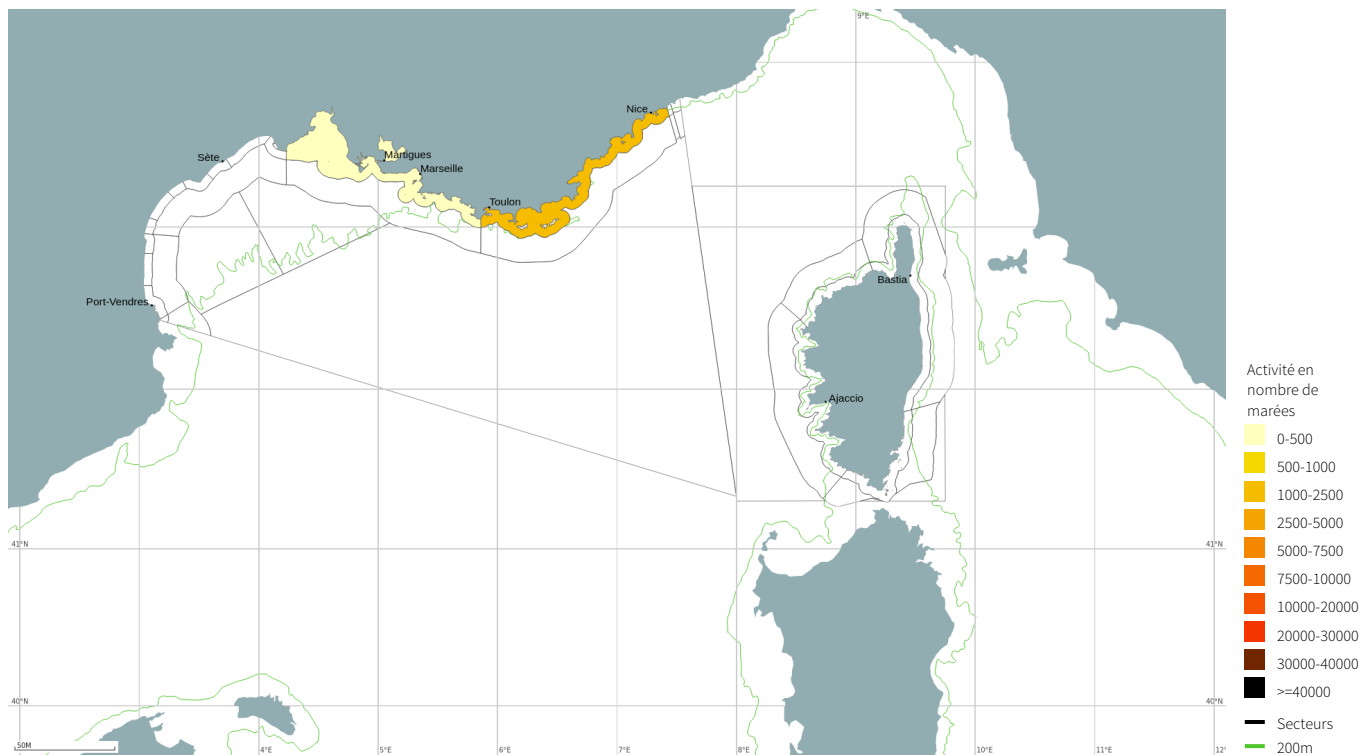 9°E
Nice
Sète
Martigues
Marseille
Toulon
Bastia
Port-Vendres
Ajaccio
41°N
41°N
40°N
40°N
50M
4°E
5°E
6°E
7°E
8°E
10°E
11°E
12°
Activité en
nombre de
marées
0-500
500-1000
1000-2500
2500-5000
5000-7500
7500-10000
10000-20000
20000-30000
30000-40000
>=40000
Secteurs
200m